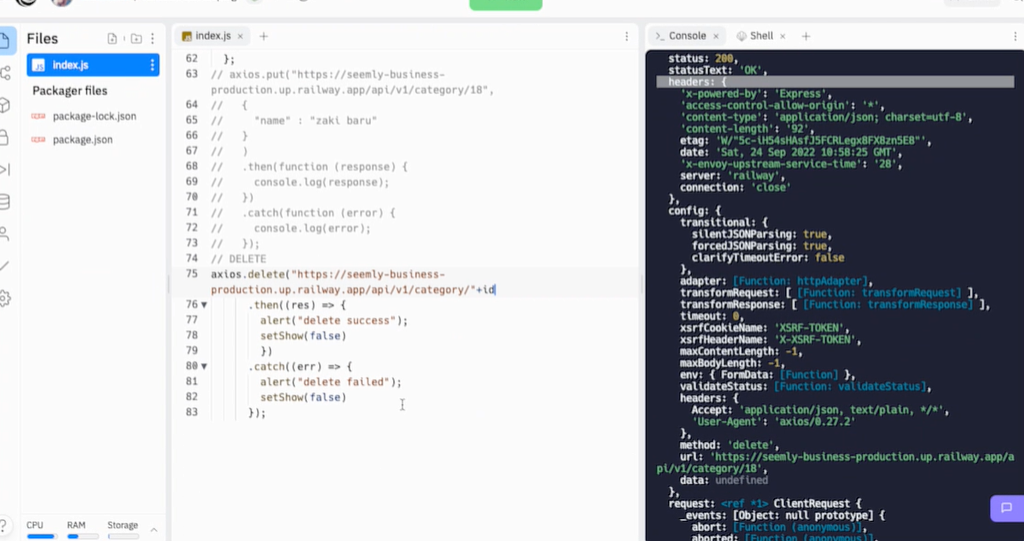 Files
index.js
Packager files
package-lock.json
package.json
CPU
RAM
Storage
index.js
62 };
63 // axios.put("https://seemly-business-
production.up.railway.app/api/v1/category/18",
64 // {
65 // "name" : "zaki baru"
66 // }
67 // )
68 // .then(function (response) {
69 // console.log(response);
70 // })
71 // .catch(function (error) {
72 // console.log(error);
73 // });
74 // DELETE
75 axios.delete("https://seemly-business-
production.up.railway.app/api/v1/category/"+id
76 .then((res) => {
77 alert("delete success");
78 setShow(false)
79 })
80 .catch((err) => {
81 alert("delete failed");
82 setShow(false)
83 });
Console
Shell
status: 200,
statusText: 'OK',
headers: {
'x-powered-by': 'Express',
'access-control-allow-origin': '*',
'content-type': 'application/json; charset=utf-8',
'content-length': '92',
etag: 'W/"5c-iH54sHAsfJ5FCRLegx8FX8zn5E8"',
date: 'Sat, 24 Sep 2022 10:58:25 GMT',
'x-envoy-upstream-service-time': '28',
server: 'railway',
connection: 'close'
},
config: {
transitional: {
silentJSONParsing: true,
forcedJSONParsing: true,
clarifyTimeoutError: false
},
adapter: [Function: httpAdapter],
transformRequest: [ [Function: transformRequest] ],
transformResponse: [ [Function: transformResponse] ],
timeout: 0,
xsrfCookieName: 'XSRF-TOKEN',
xsrfHeaderName: 'X-XSRF-TOKEN',
maxContentLength: -1,
maxBodyLength: -1,
env: { FormData: [Function] },
validateStatus: [Function: validateStatus],
headers: {
Accept: 'application/json, text/plain, */*',
'User-Agent': 'axios/0.27.2'
},
method: 'delete',
url: 'https://seemly-business-production.up.railway.app/a
pi/v1/category/18',
data: undefined
},
request: <ref *1> ClientRequest {
_events: [Object: null prototype] {
abort: [Function (anonymous)],
aborted: [Function (anonymous)],